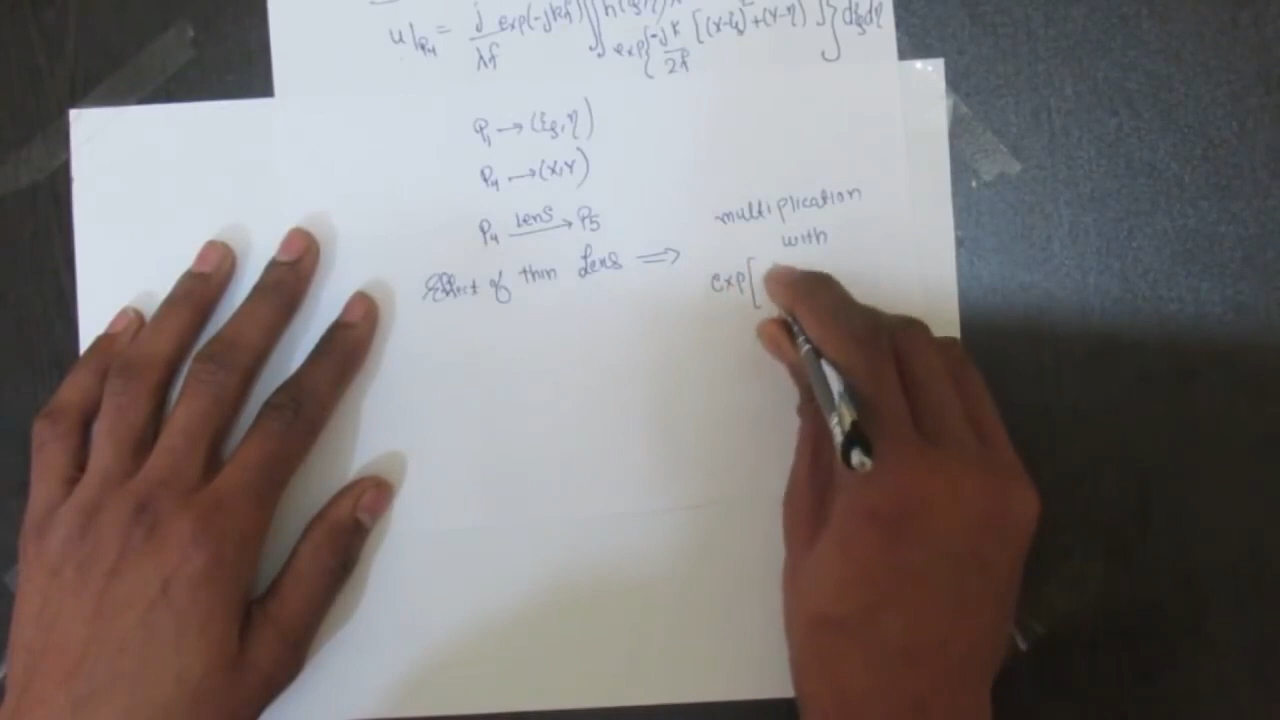 u|P₄ = j/λf exp(-jkf) ∬ h(ξ,η) x
exp{-jk/2f [(x-ξ)²+(Y-η)²]}dξdη
P₁ → (ξ,η)
P₄ → (x,Y)
P₄ Lens → P₅
Effect of thin Lens ⇒
multiplication
with
exp[